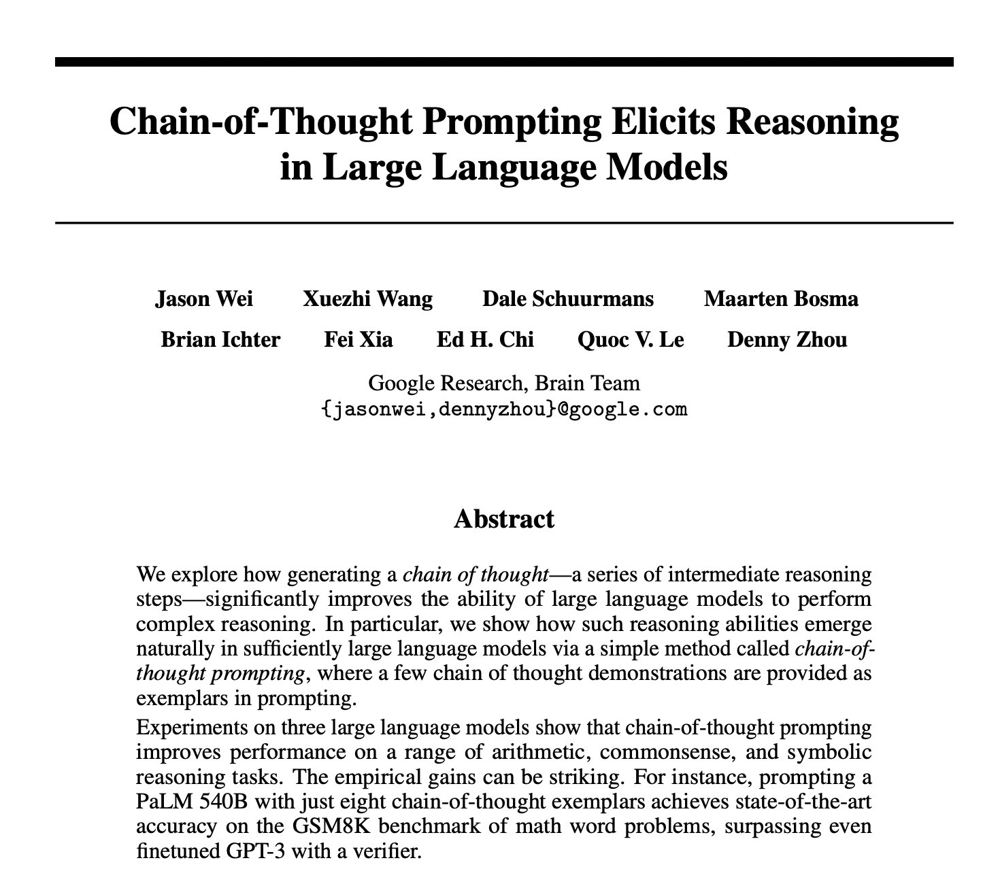 Chain-of-Thought Prompting Elicits Reasoning
in Large Language Models
Jason Wei Xuezhi Wang Dale Schuurmans Maarten Bosma
Brian Ichter Fei Xia Ed H. Chi Quoc V. Le Denny Zhou
Google Research, Brain Team
{jasonwei,dennyzhou}@google.com
Abstract
We explore how generating a chain of thought—a series of intermediate reasoning
steps—significantly improves the ability of large language models to perform
complex reasoning. In particular, we show how such reasoning abilities emerge
naturally in sufficiently large language models via a simple method called chain-of-
thought prompting, where a few chain of thought demonstrations are provided as
exemplars in prompting.
Experiments on three large language models show that chain-of-thought prompting
improves performance on a range of arithmetic, commonsense, and symbolic
reasoning tasks. The empirical gains can be striking. For instance, prompting a
PaLM 540B with just eight chain-of-thought exemplars achieves state-of-the-art
accuracy on the GSM8K benchmark of math word problems, surpassing even
finetuned GPT-3 with a verifier.